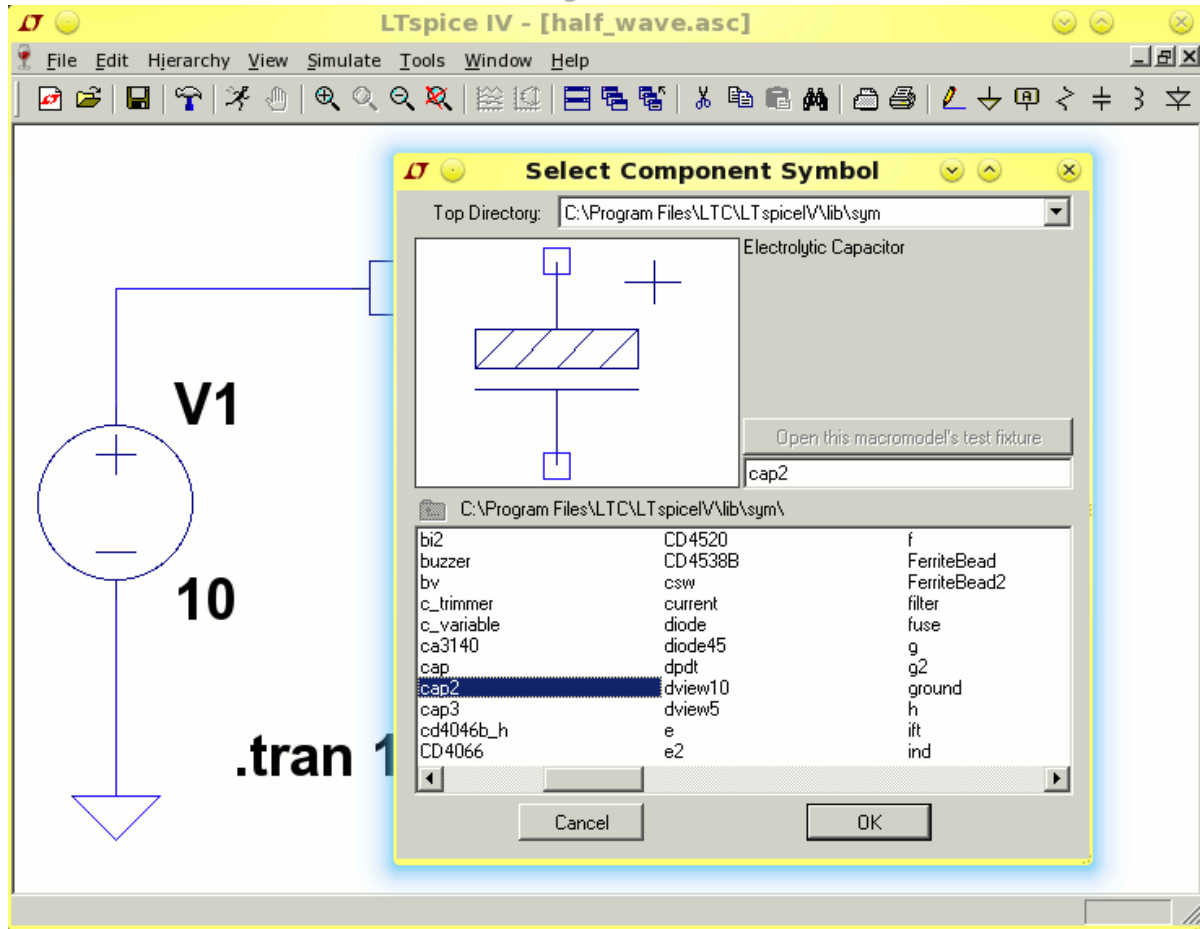 LTspice IV - [half_wave.asc]
File Edit Hierarchy View Simulate Tools Window Help
Select Component Symbol
Top Directory: C:\Program Files\LTC\LTspiceIV\lib\sym
Electrolytic Capacitor
Open this macromodel's test fixture
cap2
C:\Program Files\LTC\LTspiceIV\lib\sym\
bi2 CD4520 f
buzzer CD4538B FerriteBead
bv csw FerriteBead2
c_trimmer current filter
c_variable diode fuse
ca3140 diode45 g
cap dpdt g2
cap2 dview10 ground
cap3 dview5 h
cd4046b_h e ift
CD4066 e2 ind
Cancel OK
V1
10
.tran 1